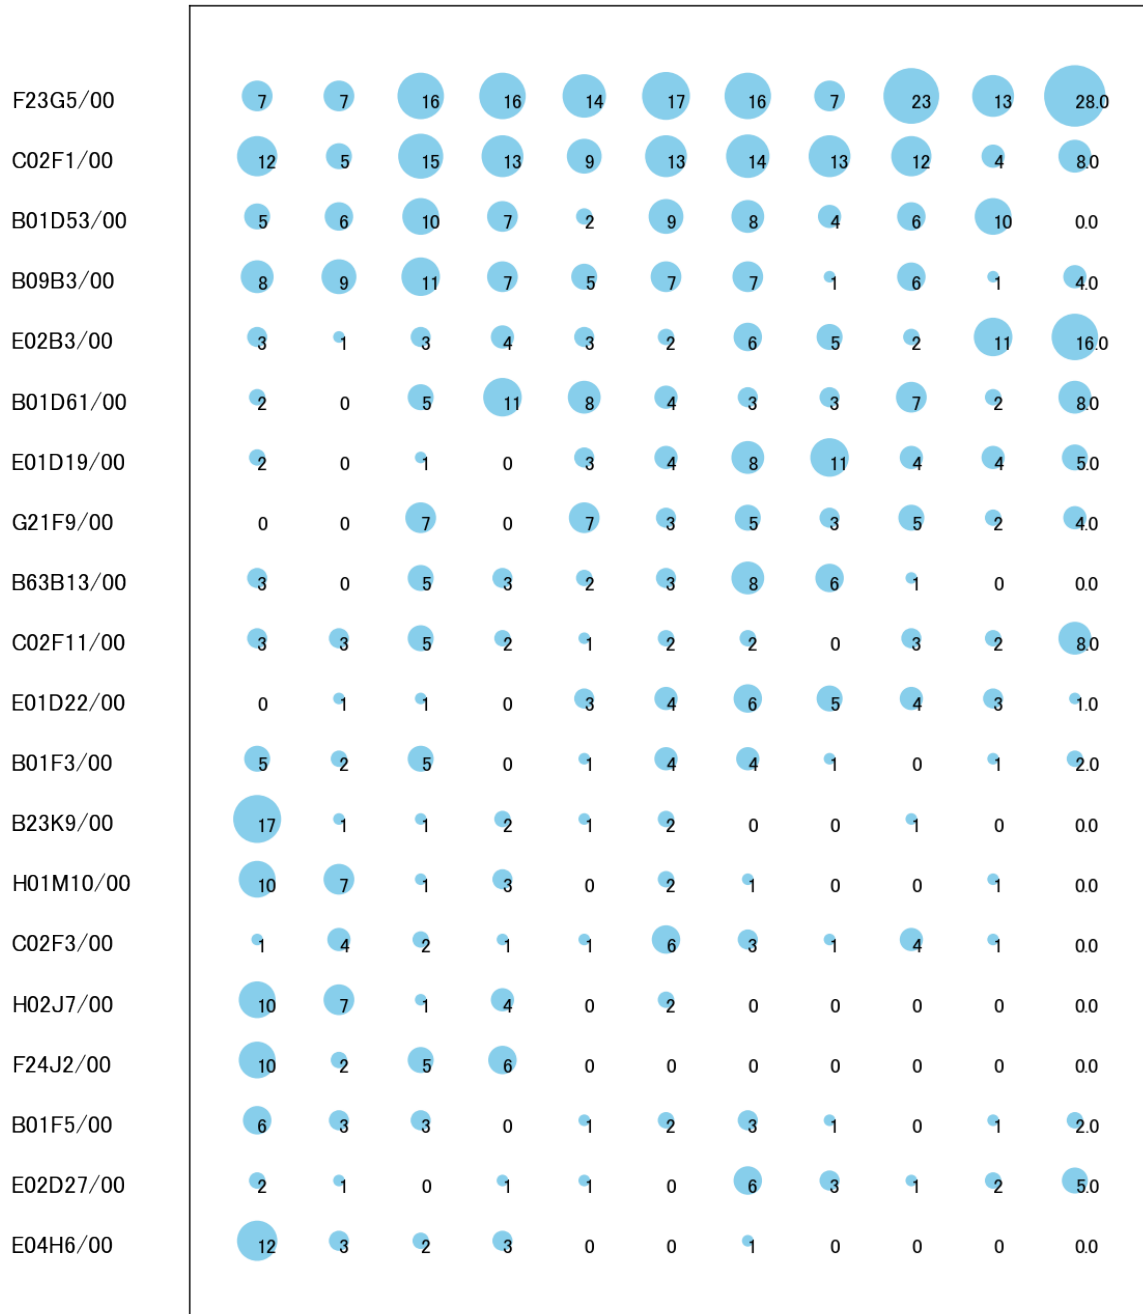 F23G5/00 7 7 16 16 14 17 16 7 23 13 28.0
C02F1/00 12 5 15 13 9 13 14 13 12 4 8.0
B01D53/00 5 6 10 7 2 9 8 4 6 10 0.0
B09B3/00 8 9 11 7 5 7 7 1 6 1 4.0
E02B3/00 3 1 3 4 3 2 6 5 2 11 16.0
B01D61/00 2 0 5 11 8 4 3 3 7 2 8.0
E01D19/00 2 0 1 0 3 4 8 11 4 4 5.0
G21F9/00 0 0 7 0 7 3 5 3 5 2 4.0
B63B13/00 3 0 5 3 2 3 8 6 1 0 0.0
C02F11/00 3 3 5 2 1 2 2 0 3 2 8.0
E01D22/00 0 1 1 0 3 4 6 5 4 3 1.0
B01F3/00 5 2 5 0 1 4 4 1 0 1 2.0
B23K9/00 17 1 1 2 1 2 0 0 1 0 0.0
H01M10/00 10 7 1 3 0 2 1 0 0 1 0.0
C02F3/00 1 4 2 1 1 6 3 1 4 1 0.0
H02J7/00 10 7 1 4 0 2 0 0 0 0 0.0
F24J2/00 10 2 5 6 0 0 0 0 0 0 0.0
B01F5/00 6 3 3 0 1 2 3 1 0 1 2.0
E02D27/00 2 1 0 1 1 0 6 3 1 2 5.0
E04H6/00 12 3 2 3 0 0 1 0 0 0 0.0